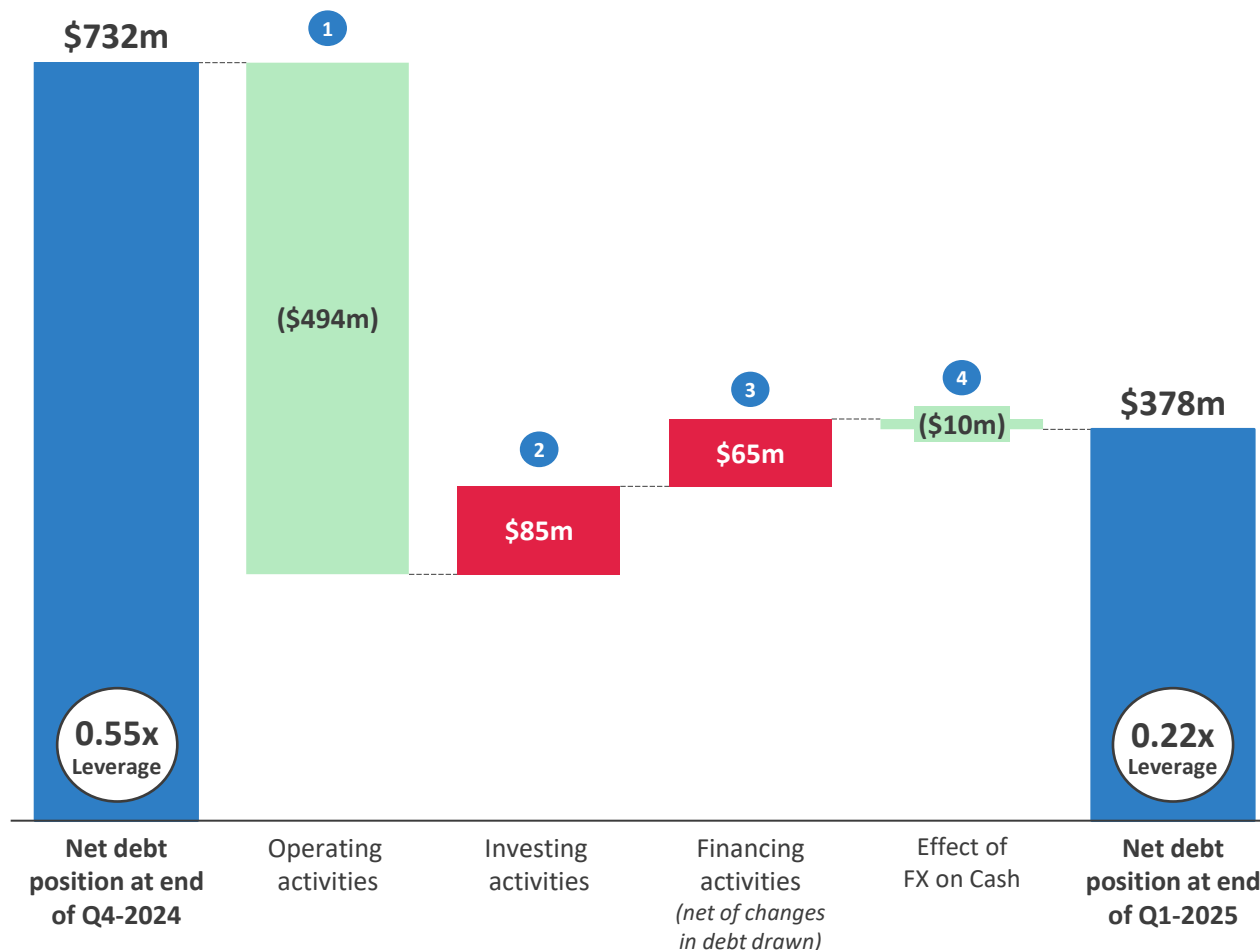 $732m
1
($494m)
2
$85m
3
$65m
4
($10m)
$378m
0.55x
Leverage
0.22x
Leverage
Net debt
position at end
of Q4-2024
Operating
activities
Investing
activities
Financing
activities
(net of changes
in debt drawn)
Effect of
FX on Cash
Net debt
position at end
of Q1-2025